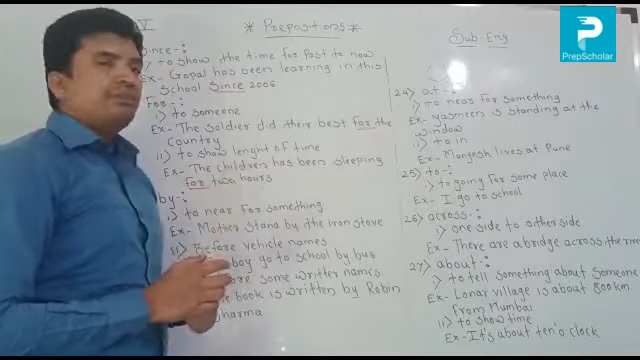 V
* Prepositions *
Sub-Eng
PrepScholar
Since-:
to show the time for Past to now
Ex- Gopal has been learning in this
School Since 2006
For-:
i> to someone
Ex- The soldier did their best for the
country
ii> to show lenght of time
Ex- The children has been sleeping
for two hours
by-:
i> to near for something
Ex- Mother stand by the iron stove
ii> Before vehicle names
boy go to school by bus
some writter names
book is written by Robin
Sharma
24> at-:
i> to near for something
Ex- yasmeen is standing at the
window
ii> to in
Ex- Mangesh lives at Pune
25> to-:
i> to going for some place
Ex- I go to school
26> across-:
i> one side to other side
Ex- There are a bridge across the
27> about-:
i> to tell something about someone
Ex- Lonar village is about 800km
from Mumbai
ii> to show time
Ex- It's about ten'o clock